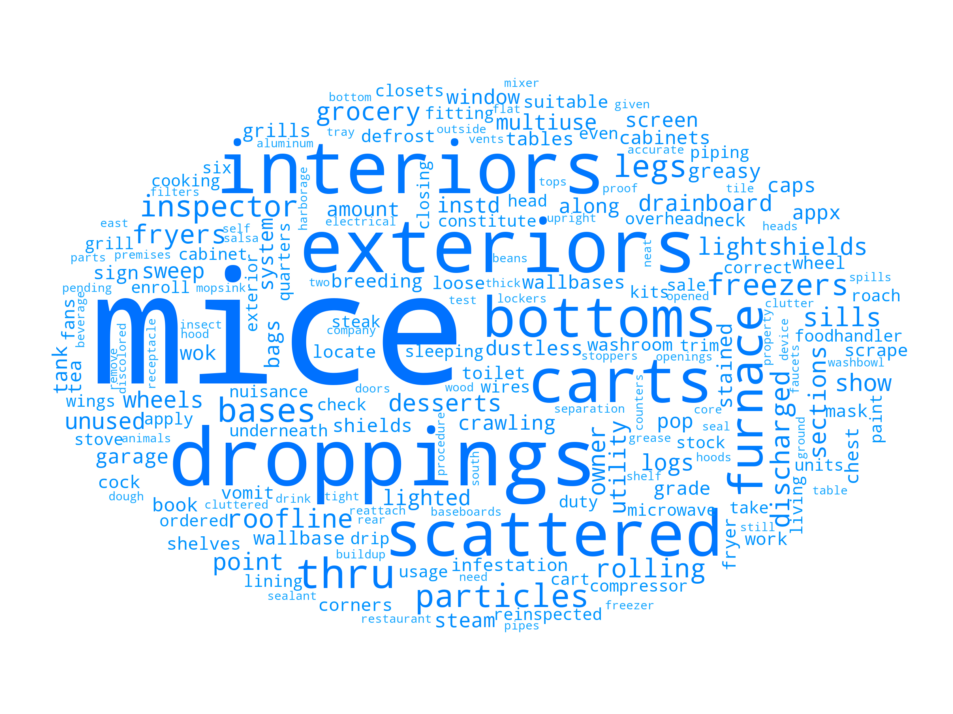 mixer
closets
bottom
window
flat
suitable
given
grocery
fitting
multiuse
screen
grills
tray
defrost
outside
vents
tables
even
cabinets
aluminum
interiors
accurate
piping
six
legs
greasy
cooking
closing
tops
proof
tile
caps
filters
harborage
inspector
amount
instd
head
along
drainboard
appx
east
self
electrical
constitute
upright
overhead
neck
heads
fryers
salsa
system
quarters
exteriors
neat
lightshields
grill
parts
premises
cabinet
beans
correct
wheel
sign
sweep
exterior
two
breeding
loose
thick
wallbases
kits
sale
freezers
spills
pending
enroll
mopsink
test
lockers
opened
roach
fans
beverage
mice
bottoms
clutter
sills
insect
steak
company
stained
property
device
foodhandler
tank
tea
remove
discolored
receptacle
hood
wok
bags
locate
sleeping
dustless
stoppers
washroom
openings
trim
furnace
faucets
scrape
washbowl
doors
toilet
wires
wood
carts
wings
wheels
nuisance
desserts
separation
counters
core
discharged
sections
show
unused
apply
bases
check
crawling
pop
seal
ground
mask
paint
stove
animals
underneath
shields
procedure
owner
utility
grease
stock
hoods
garage
droppings
south
logs
units
chest
shelf
living
cock
dough
vomit
drink
tight
lighted
duty
grade
table
book
cluttered
reattach
baseboards
microwave
take
ordered
roofline
rear
scattered
fryer
still
shelves
wallbase
drip
work
point
buildup
thru
usage
infestation
rolling
lining
need
cart
compressor
sealant
corners
particles
freezer
restaurant
steam
reinspected
pipes